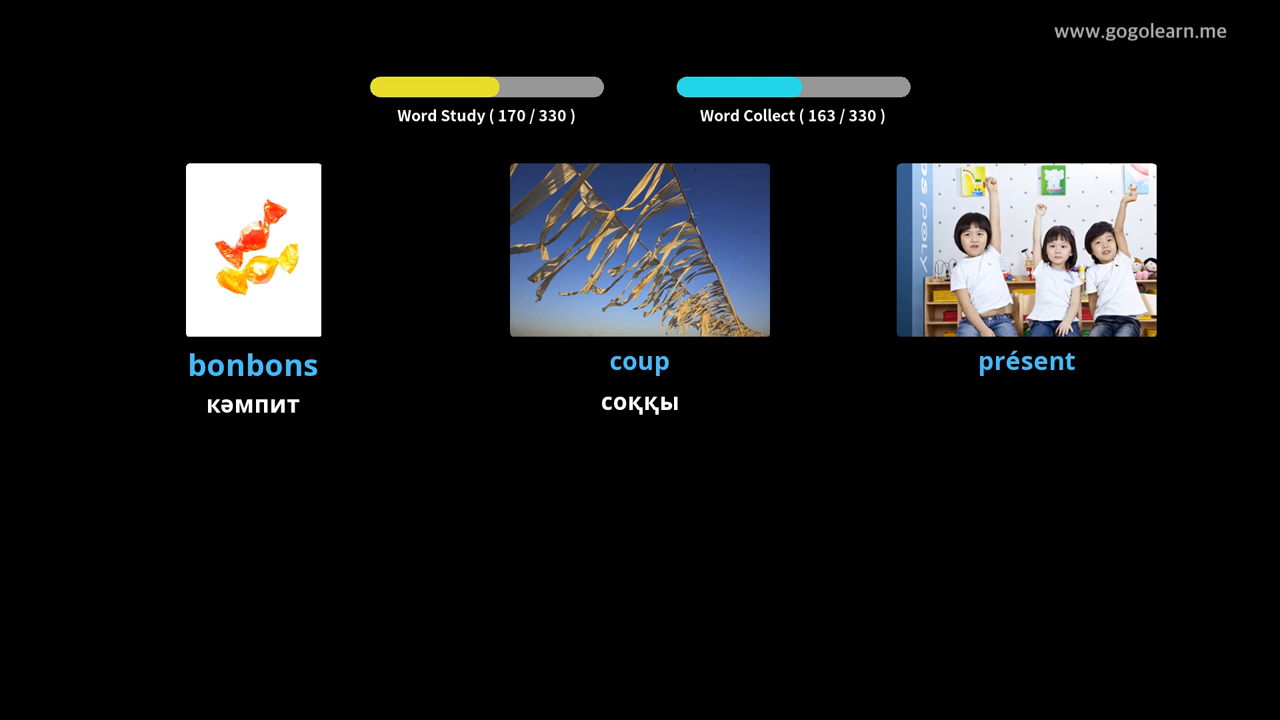 www.gogolearn.me
Word Study ( 170 / 330 )
Word Collect ( 163 / 330 )
bonbons
coup
présent
кәмпит
соққы